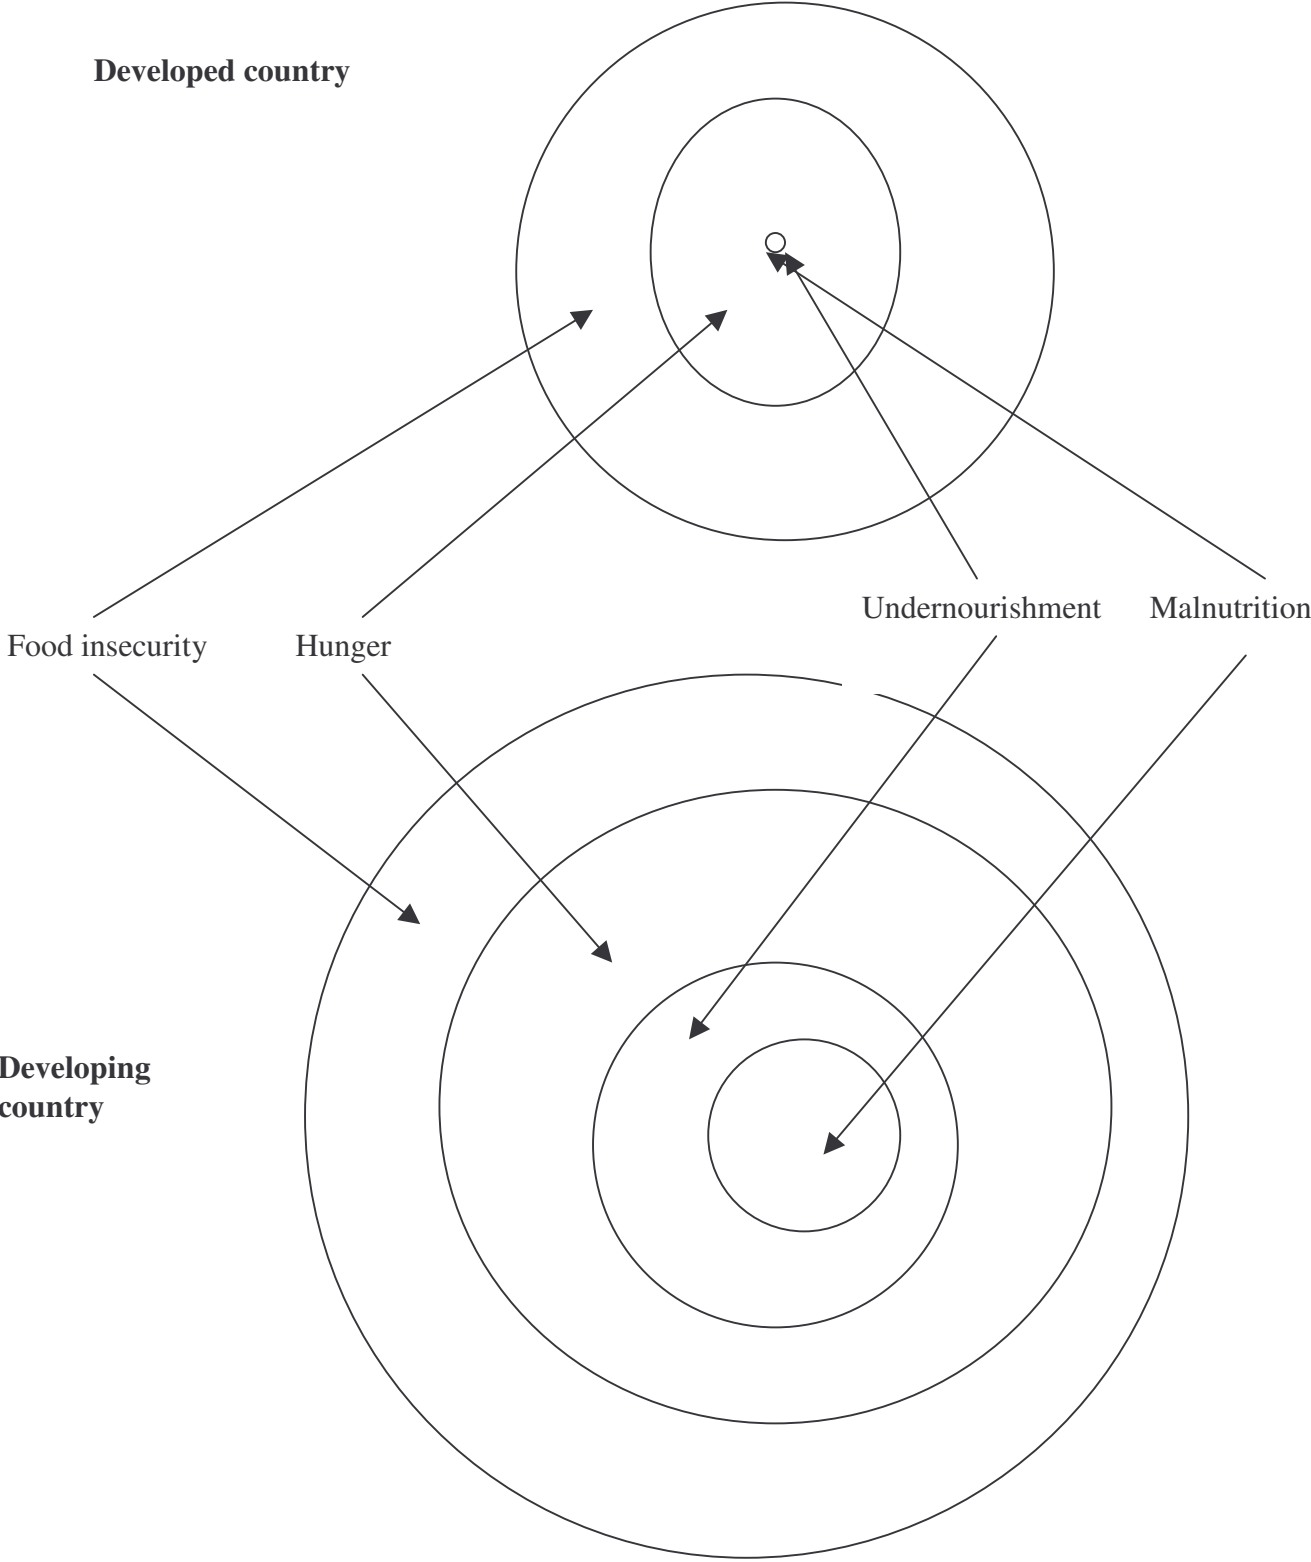 Developed country
Undernourishment
Malnutrition
Food insecurity
Hunger
Developing
country